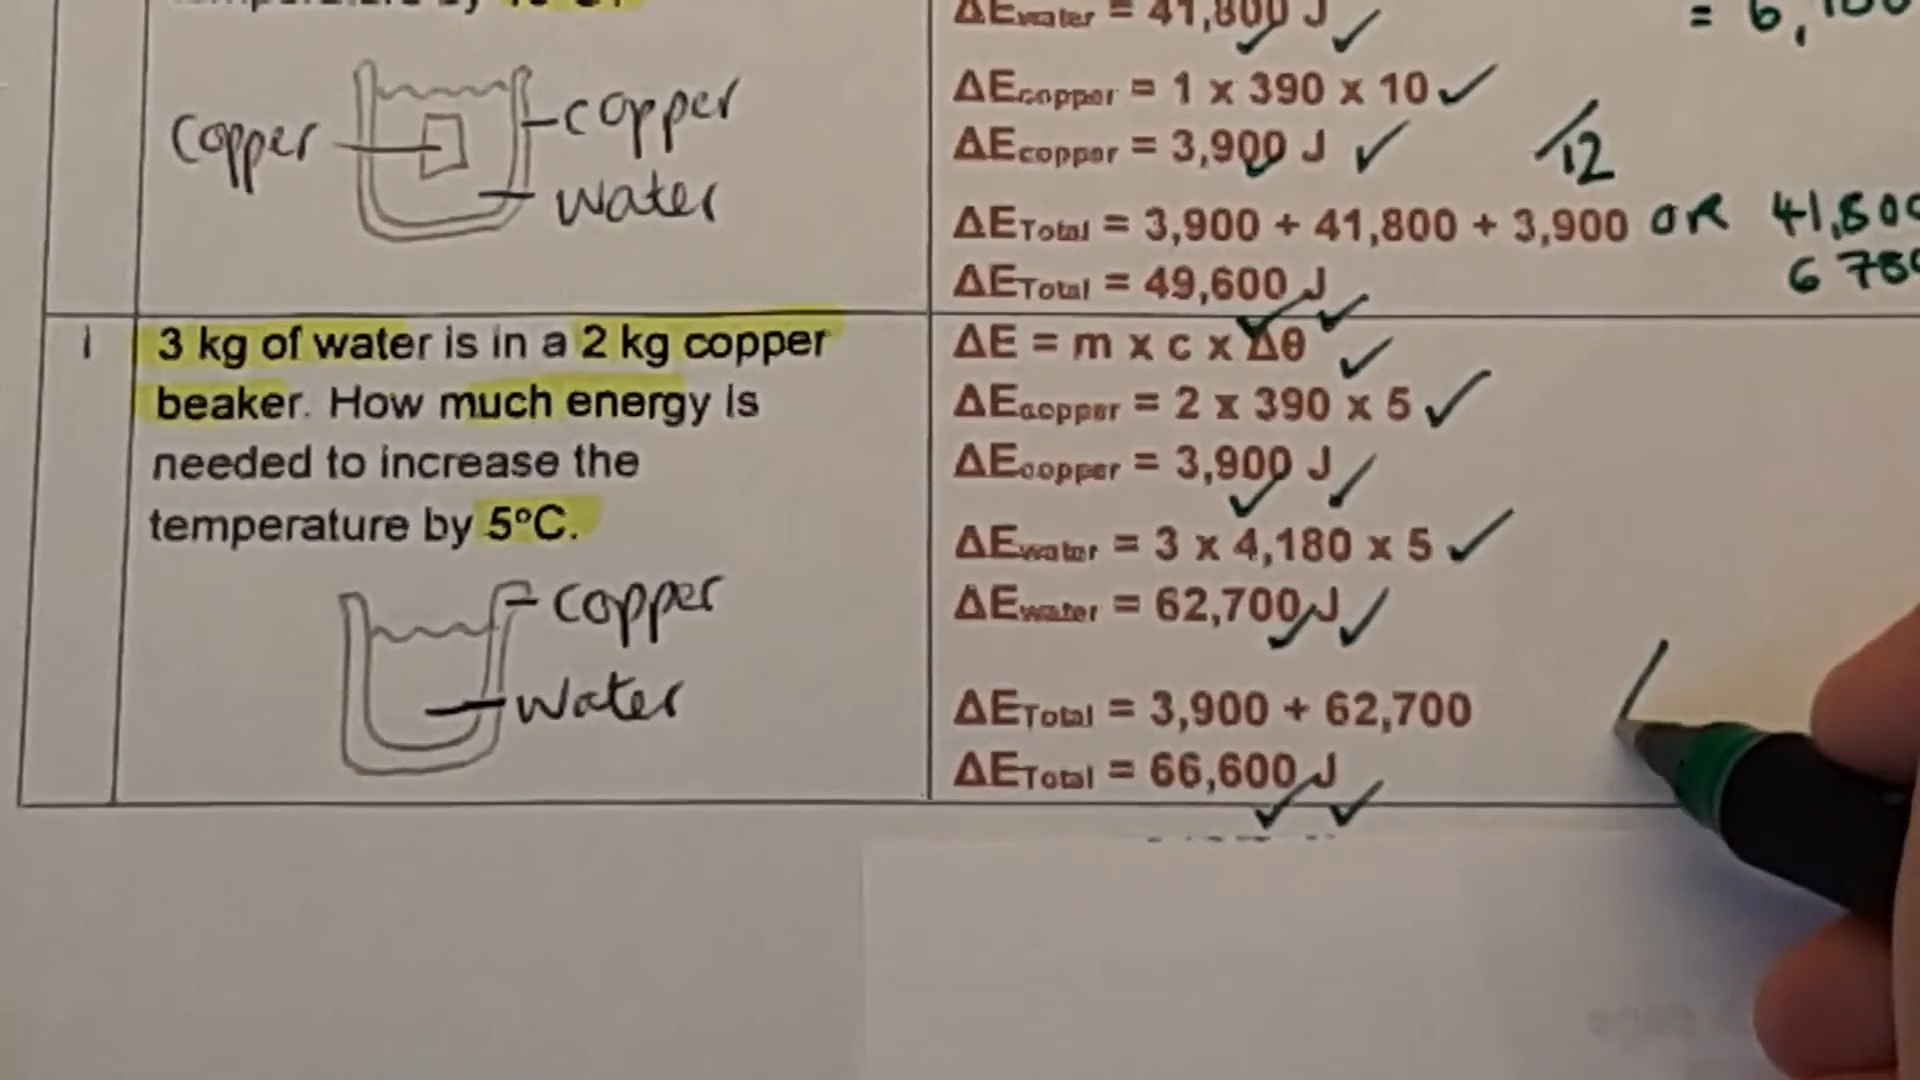 ΔEwater = 41,800 J
copper
copper
water
ΔEcopper = 1 x 390 x 10
ΔEcopper = 3,900 J
/12
ΔETotal = 3,900 + 41,800 + 3,900 OR 41,800
ΔETotal = 49,600 J
i
3 kg of water is in a 2 kg copper
beaker. How much energy is
needed to increase the
temperature by 5°C.
copper
water
ΔE = m x c x Δθ
ΔEcopper = 2 x 390 x 5
ΔEcopper = 3,900 J
ΔEwater = 3 x 4,180 x 5
ΔEwater = 62,700 J
ΔETotal = 3,900 + 62,700
ΔETotal = 66,600 J